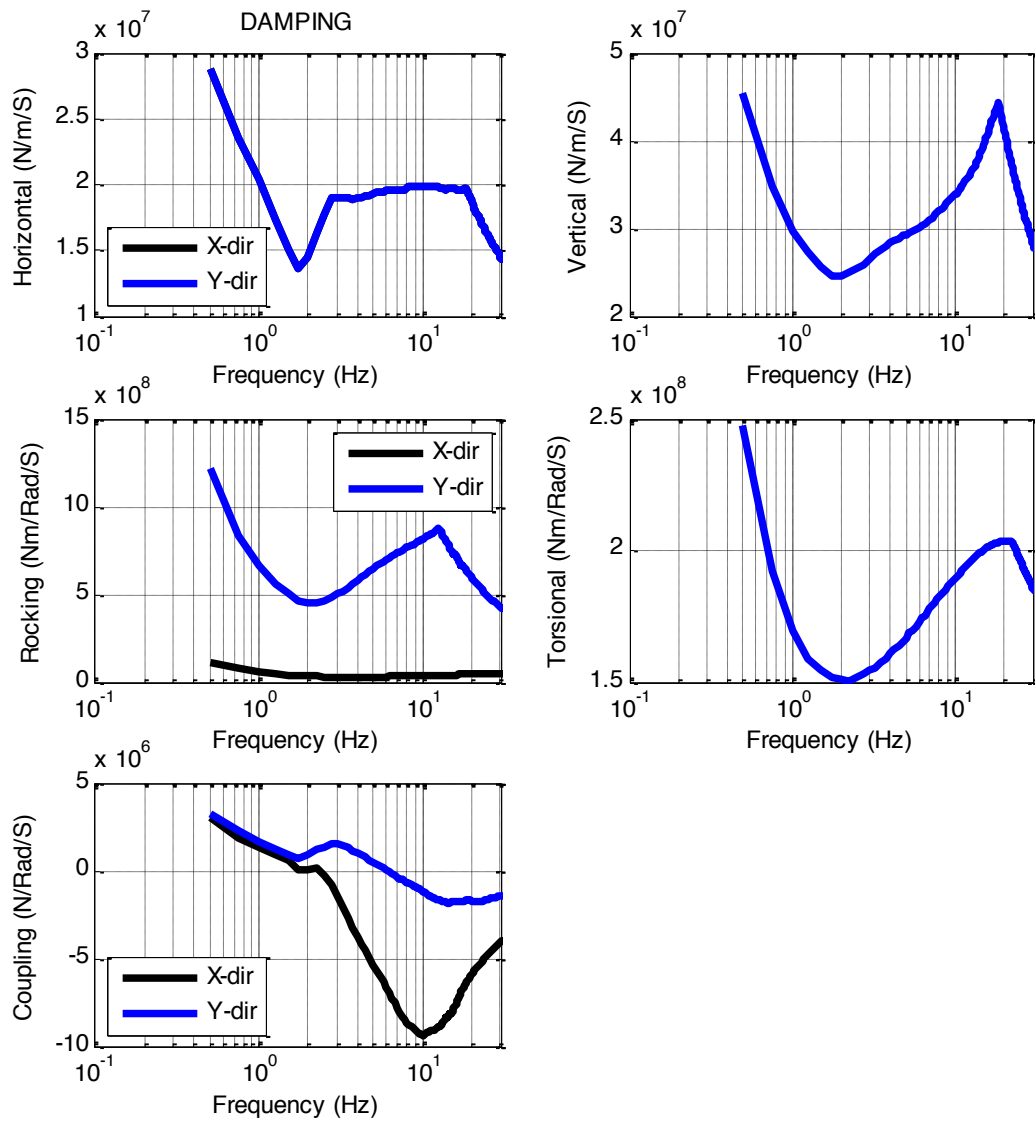 x 10^7
DAMPING
3
2.5
2
1.5
1
Horizontal (N/m/S)
X-dir
Y-dir
10^-1
10^0
10^1
Frequency (Hz)
x 10^7
5
4
3
2
Vertical (N/m/S)
10^-1
10^0
10^1
Frequency (Hz)
x 10^8
15
10
5
0
Rocking (Nm/Rad/S)
X-dir
Y-dir
10^-1
10^0
10^1
Frequency (Hz)
x 10^8
2.5
2
1.5
Torsional (Nm/Rad/S)
10^-1
10^0
10^1
Frequency (Hz)
x 10^6
5
0
-5
-10
Coupling (N/Rad/S)
X-dir
Y-dir
10^-1
10^0
10^1
Frequency (Hz)